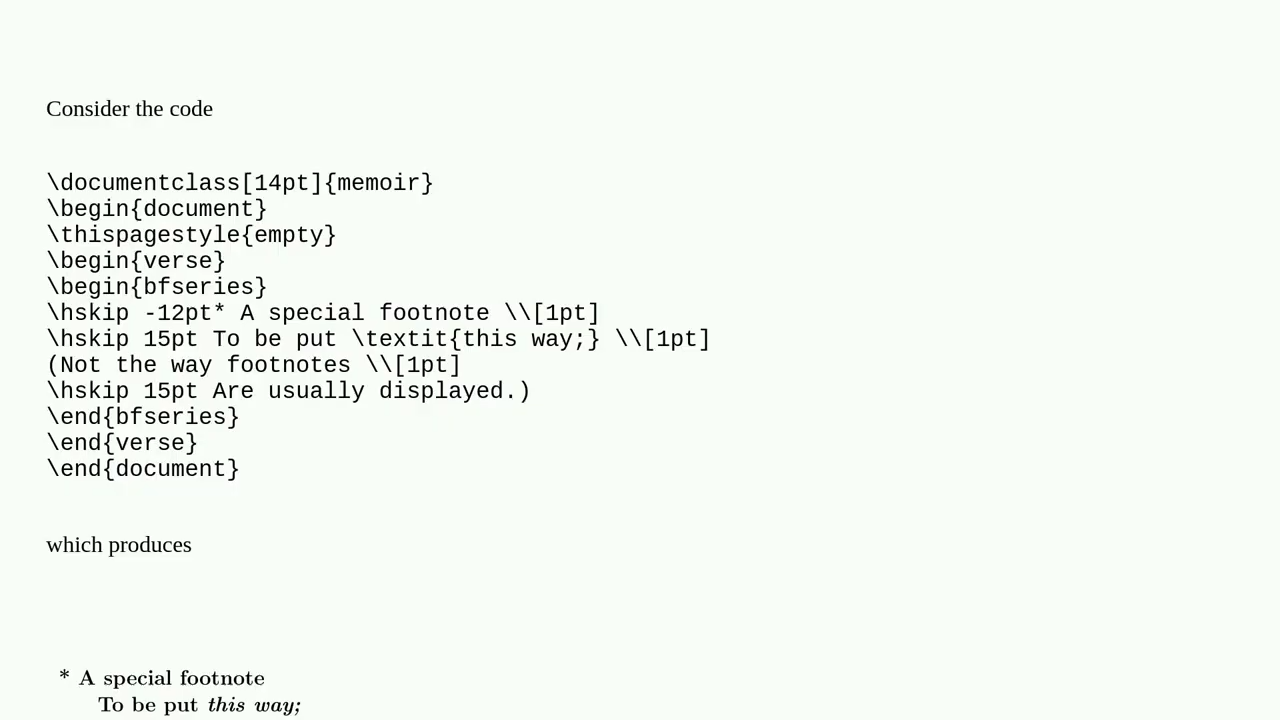 Consider the code
\documentclass[14pt]{memoir}
\begin{document}
\thispagestyle{empty}
\begin{verse}
\begin{bfseries}
\hskip -12pt* A special footnote \\[1pt]
\hskip 15pt To be put \textit{this way;} \\[1pt]
(Not the way footnotes \\[1pt]
\hskip 15pt Are usually displayed.)
\end{bfseries}
\end{verse}
\end{document}
which produces
* A special footnote
To be put this way;